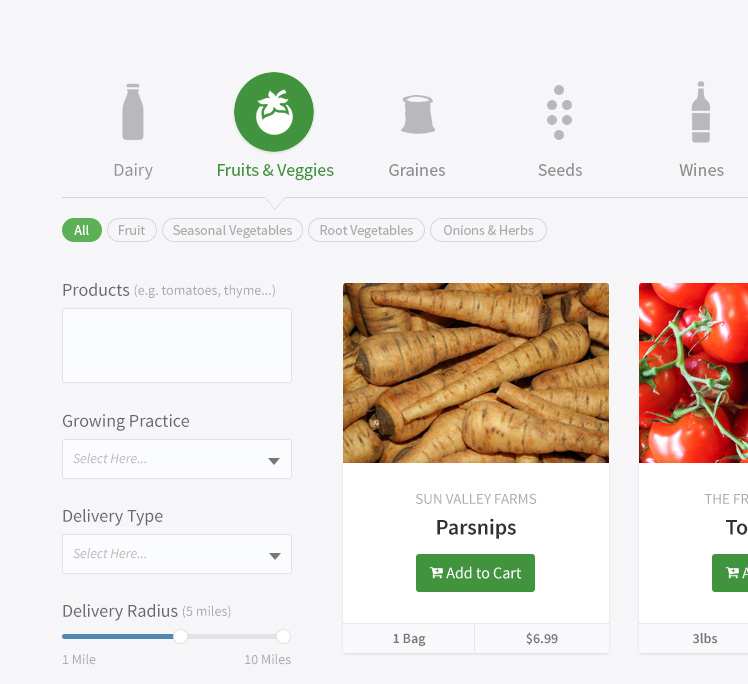 Dairy
Fruits & Veggies
Graines
Seeds
Wines
All
Fruit
Seasonal Vegetables
Root Vegetables
Onions & Herbs
Products (e.g. tomatoes, thyme...)
Growing Practice
Select Here...
Delivery Type
Select Here...
Delivery Radius (5 miles)
1 Mile
10 Miles
SUN VALLEY FARMS
Parsnips
Add to Cart
1 Bag
$6.99
THE FR
To
A
3lbs